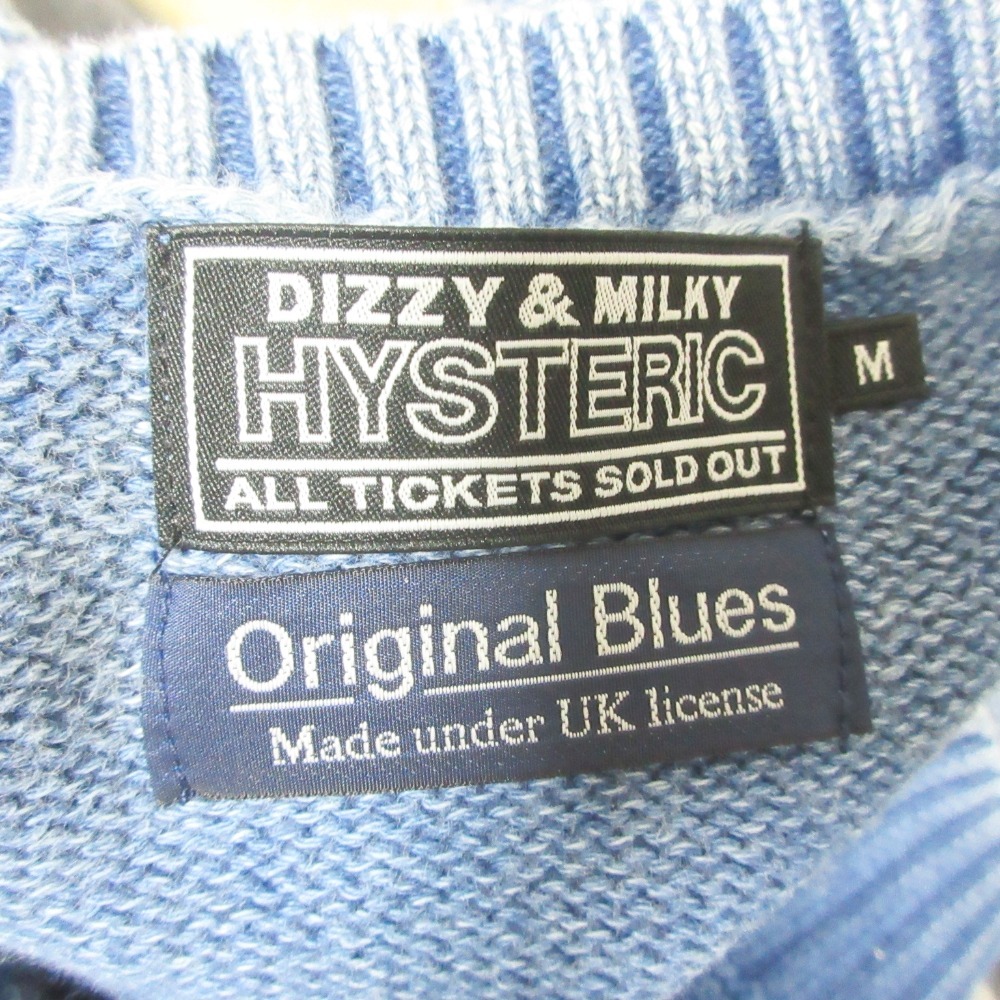 DIZZY & MILKY
HYSTERIC
ALL TICKETS SOLD OUT
M
Original Blues
Made under UK license